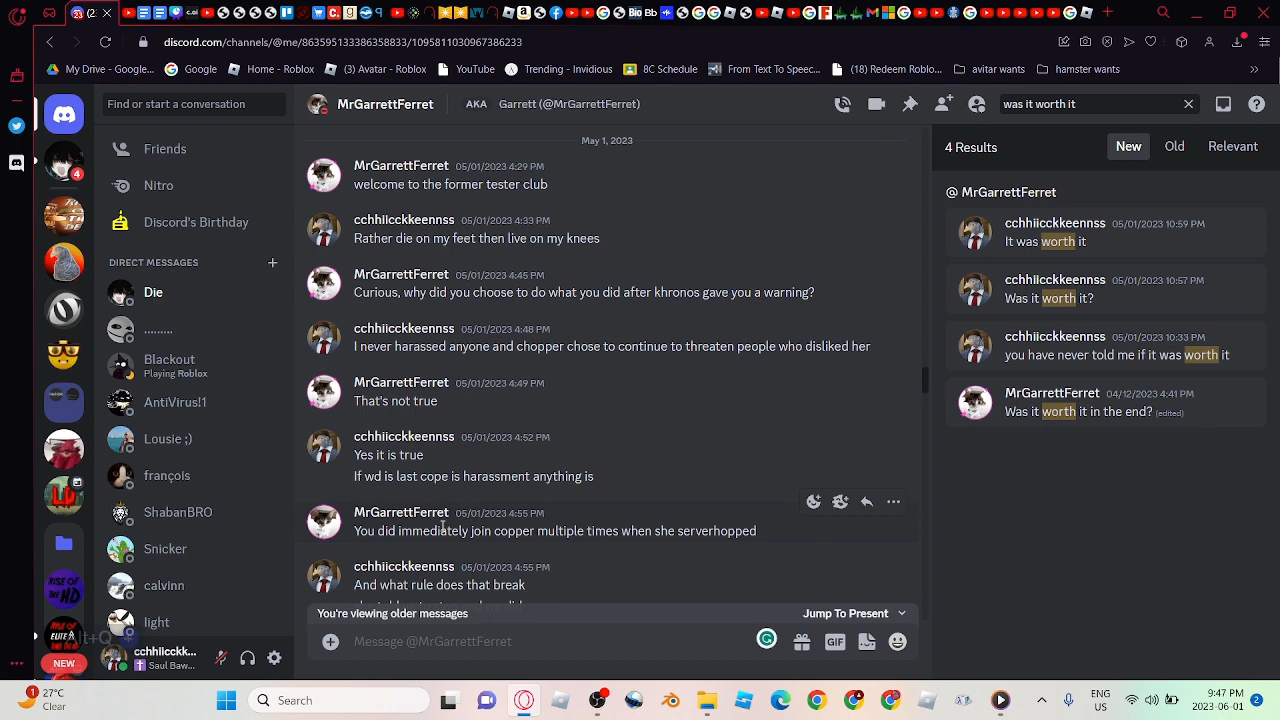 23
(2)
c.ai
Big
Bb
discord.com/channels/@me/863595133386358833/1095811030967386233
My Drive - Google...
Google
Home - Roblox
(3) Avatar - Roblox
YouTube
Trending - Invidious
8C Schedule
From Text To Speec...
(18) Redeem Roblo...
avitar wants
hamster wants
Find or start a conversation
MrGarrettFerret
AKA Garrett (@MrGarrettFerret)
was it worth it
Friends
Nitro
Discord's Birthday
DIRECT MESSAGES
Die
.........
Blackout
Playing Roblox
AntiVirus!1
Lousie ;)
françois
ShabanBRO
Snicker
calvinn
light
4
NEW
cchhiicckk...
Saul Baw...
May 1, 2023
MrGarrettFerret 05/01/2023 4:29 PM
welcome to the former tester club
cchhiicckkeennss 05/01/2023 4:33 PM
Rather die on my feet then live on my knees
MrGarrettFerret 05/01/2023 4:45 PM
Curious, why did you choose to do what you did after khronos gave you a warning?
cchhiicckkeennss 05/01/2023 4:48 PM
I never harassed anyone and chopper chose to continue to threaten people who disliked her
MrGarrettFerret 05/01/2023 4:49 PM
That's not true
cchhiicckkeennss 05/01/2023 4:52 PM
Yes it is true
If wd is last cope is harassment anything is
MrGarrettFerret 05/01/2023 4:55 PM
You did immediately join copper multiple times when she serverhopped
cchhiicckkeennss 05/01/2023 4:55 PM
And what rule does that break
You're viewing older messages
Jump To Present
Message @MrGarrettFerret
GIF
4 Results
New
Old
Relevant
@ MrGarrettFerret
cchhiicckkeennss 05/01/2023 10:59 PM
It was worth it
cchhiicckkeennss 05/01/2023 10:57 PM
Was it worth it?
cchhiicckkeennss 05/01/2023 10:33 PM
you have never told me if it was worth it
MrGarrettFerret 04/12/2023 4:41 PM
Was it worth it in the end? (edited)
1
27°C
Clear
Search
ENG
US
9:47 PM
2023-06-01
2